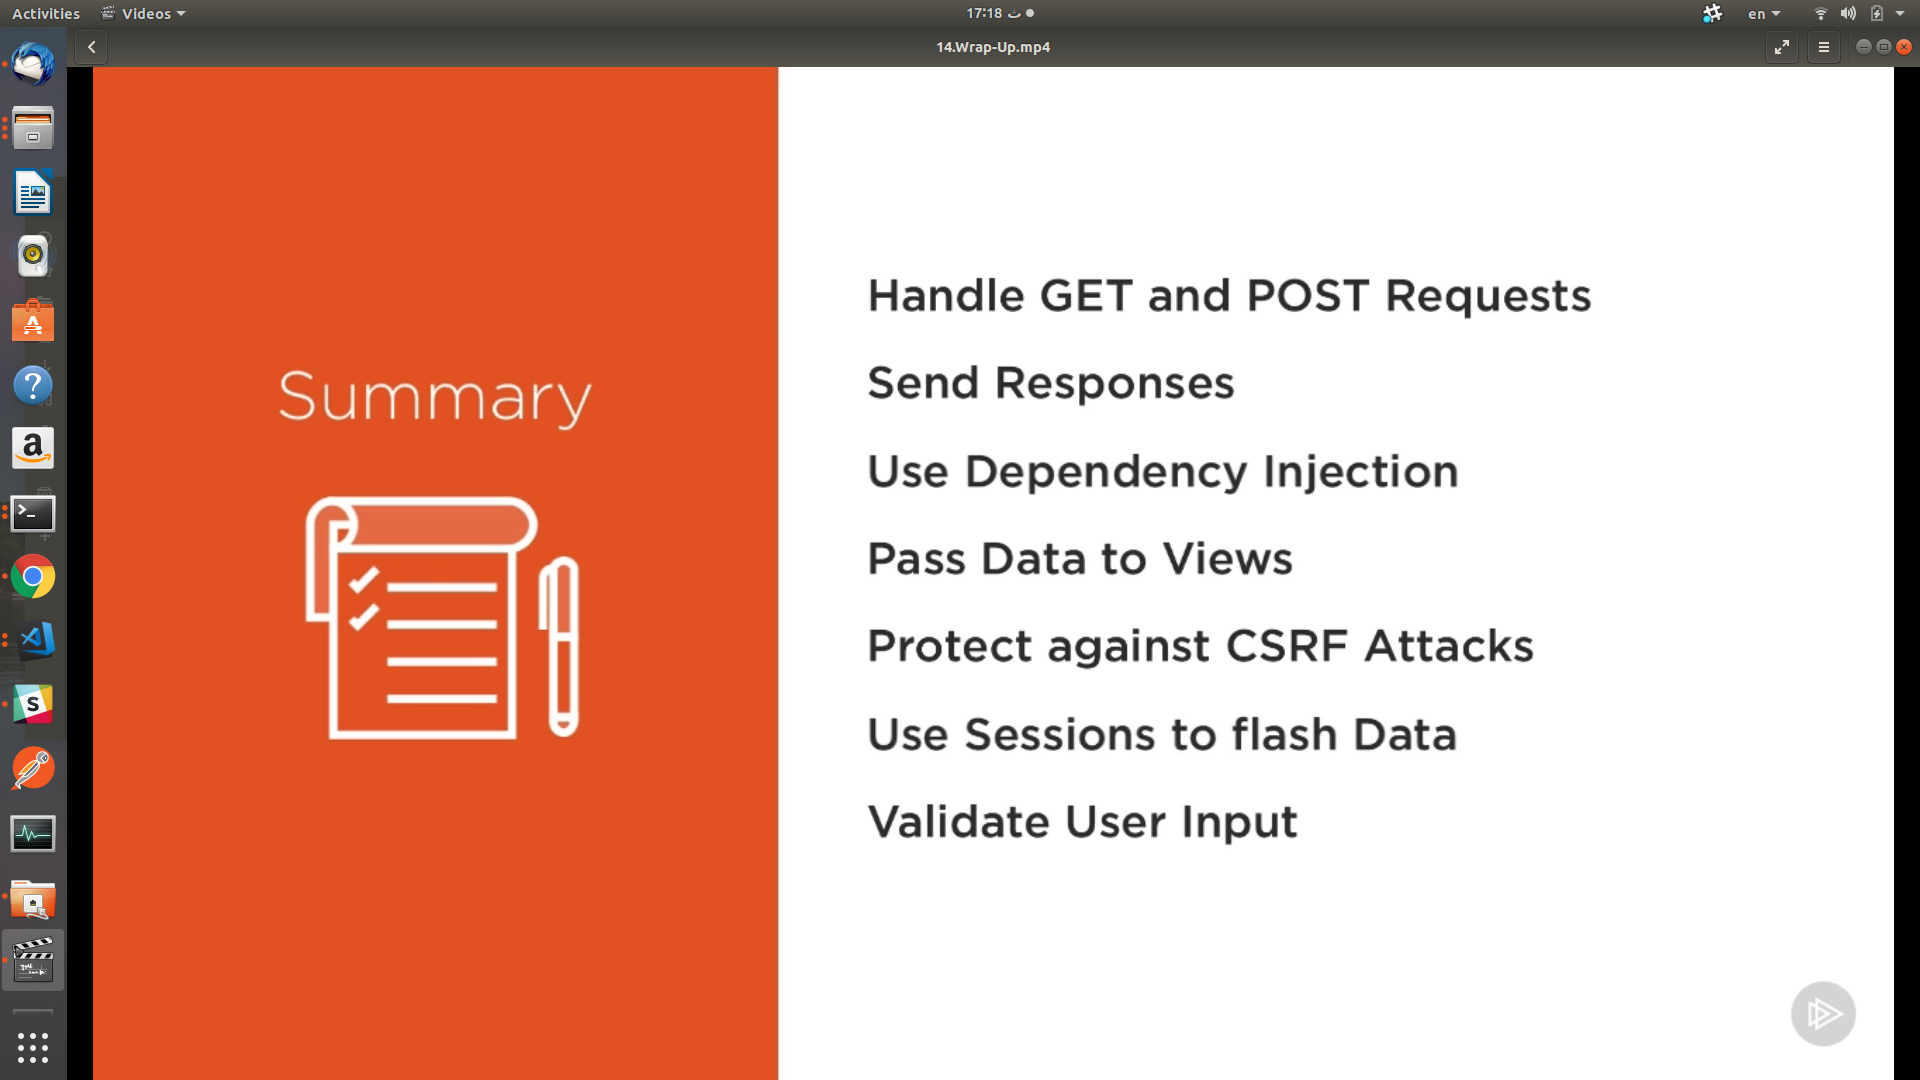 Activities
Videos
17:18 ث
en
14.Wrap-Up.mp4
Summary
Handle GET and POST Requests
Send Responses
Use Dependency Injection
Pass Data to Views
Protect against CSRF Attacks
Use Sessions to flash Data
Validate User Input